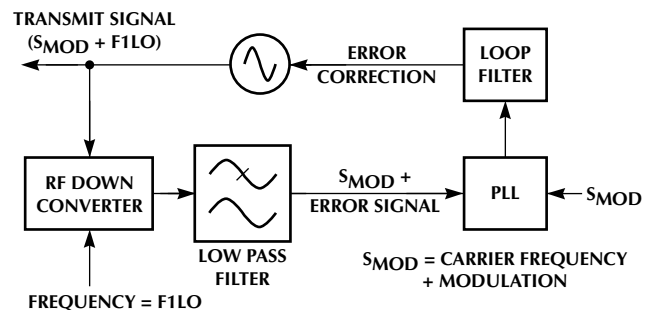 TRANSMIT SIGNAL
(SMOD + F1LO)
ERROR
CORRECTION
LOOP
FILTER
RF DOWN
CONVERTER
LOW PASS
FILTER
SMOD +
ERROR SIGNAL
PLL
SMOD
SMOD = CARRIER FREQUENCY
+ MODULATION
FREQUENCY = F1LO